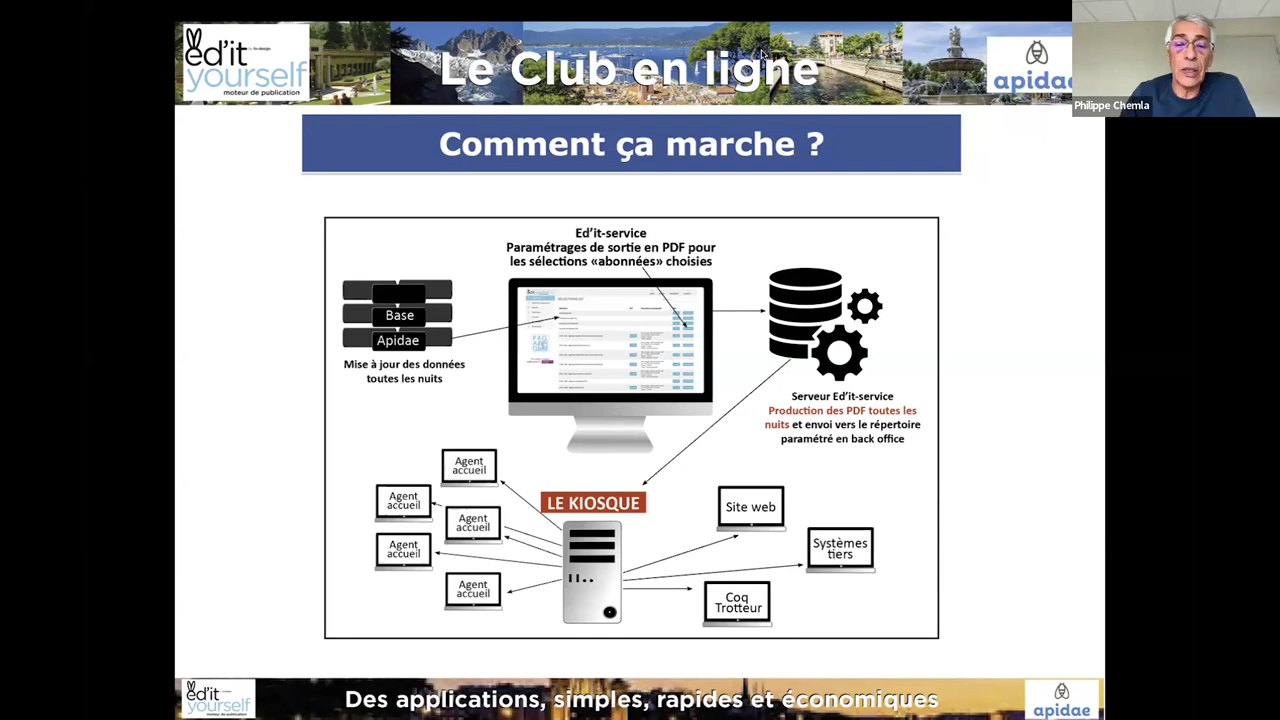 ed'it
by ito-design
yourself
moteur de publication
Le Club en ligne
apidae
Philippe Chemla
Comment ça marche ?
Ed'it-service
Paramétrages de sortie en PDF pour
les sélections «abonnées» choisies
Base
Apidae
Mise à jour des données
toutes les nuits
Serveur Ed'it-service
Production des PDF toutes les
nuits et envoi vers le répertoire
paramétré en back office
Agent
accueil
Agent
accueil
Agent
accueil
Agent
accueil
Agent
accueil
LE KIOSQUE
Site web
Systèmes
tiers
Coq
Trotteur
ed'it
yourself
moteur de publication
Des applications, simples, rapides et économiques
apidae